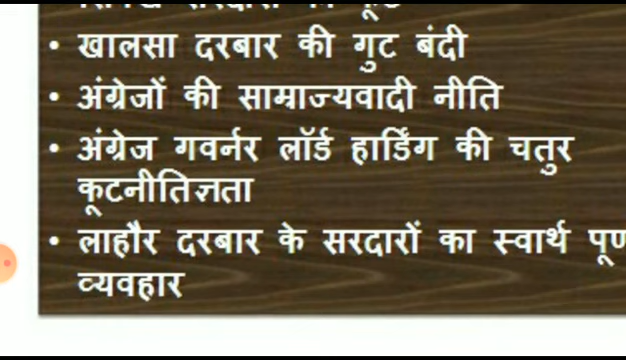 • खालसा दरबार की गुट बंदी
• अंग्रेजों की साम्राज्यवादी नीति
• अंग्रेज गवर्नर लॉर्ड हार्डिंग की चतुर
कूटनीतिज्ञता
• लाहौर दरबार के सरदारों का स्वार्थ
व्यवहार